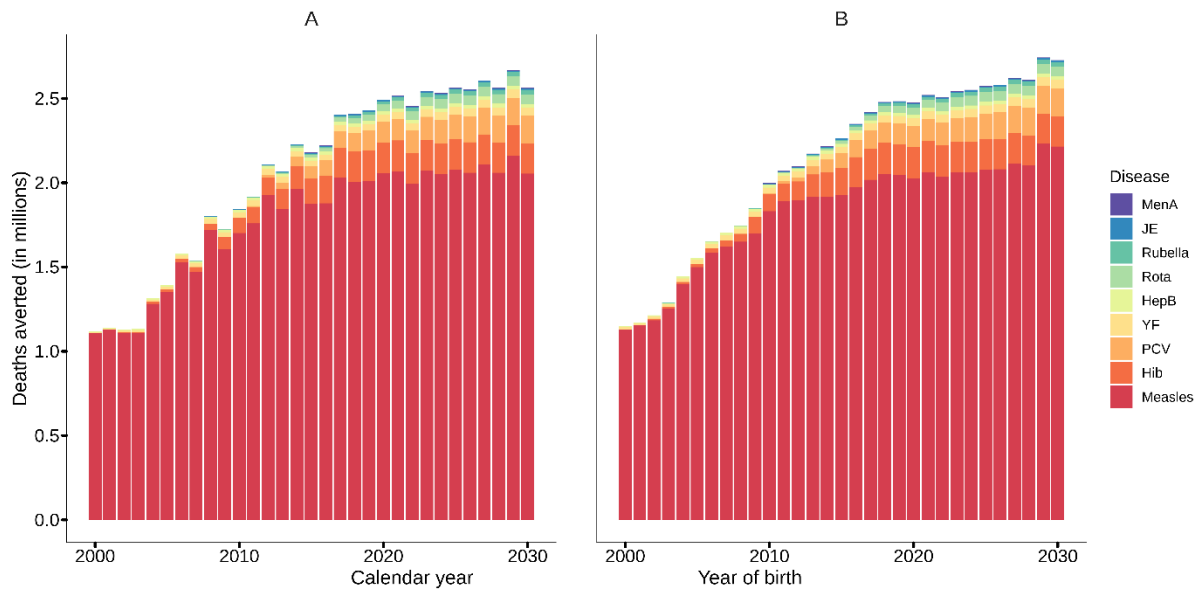 A
B
Deaths averted (in millions)
2.5
2.0
1.5
1.0
0.5
0.0
2000
2010
2020
2030
2000
2010
2020
2030
Calendar year
Year of birth
Disease
MenA
JE
Rubella
Rota
HepB
YF
PCV
Hib
Measles